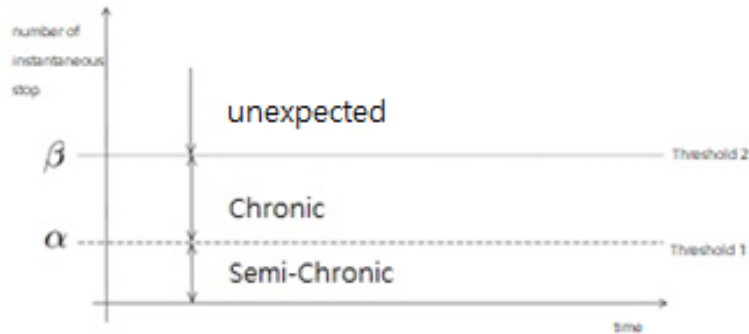 number of
instantaneous
stop
unexpected
β
Threshold 2
Chronic
α
Threshold 1
Semi-Chronic
time